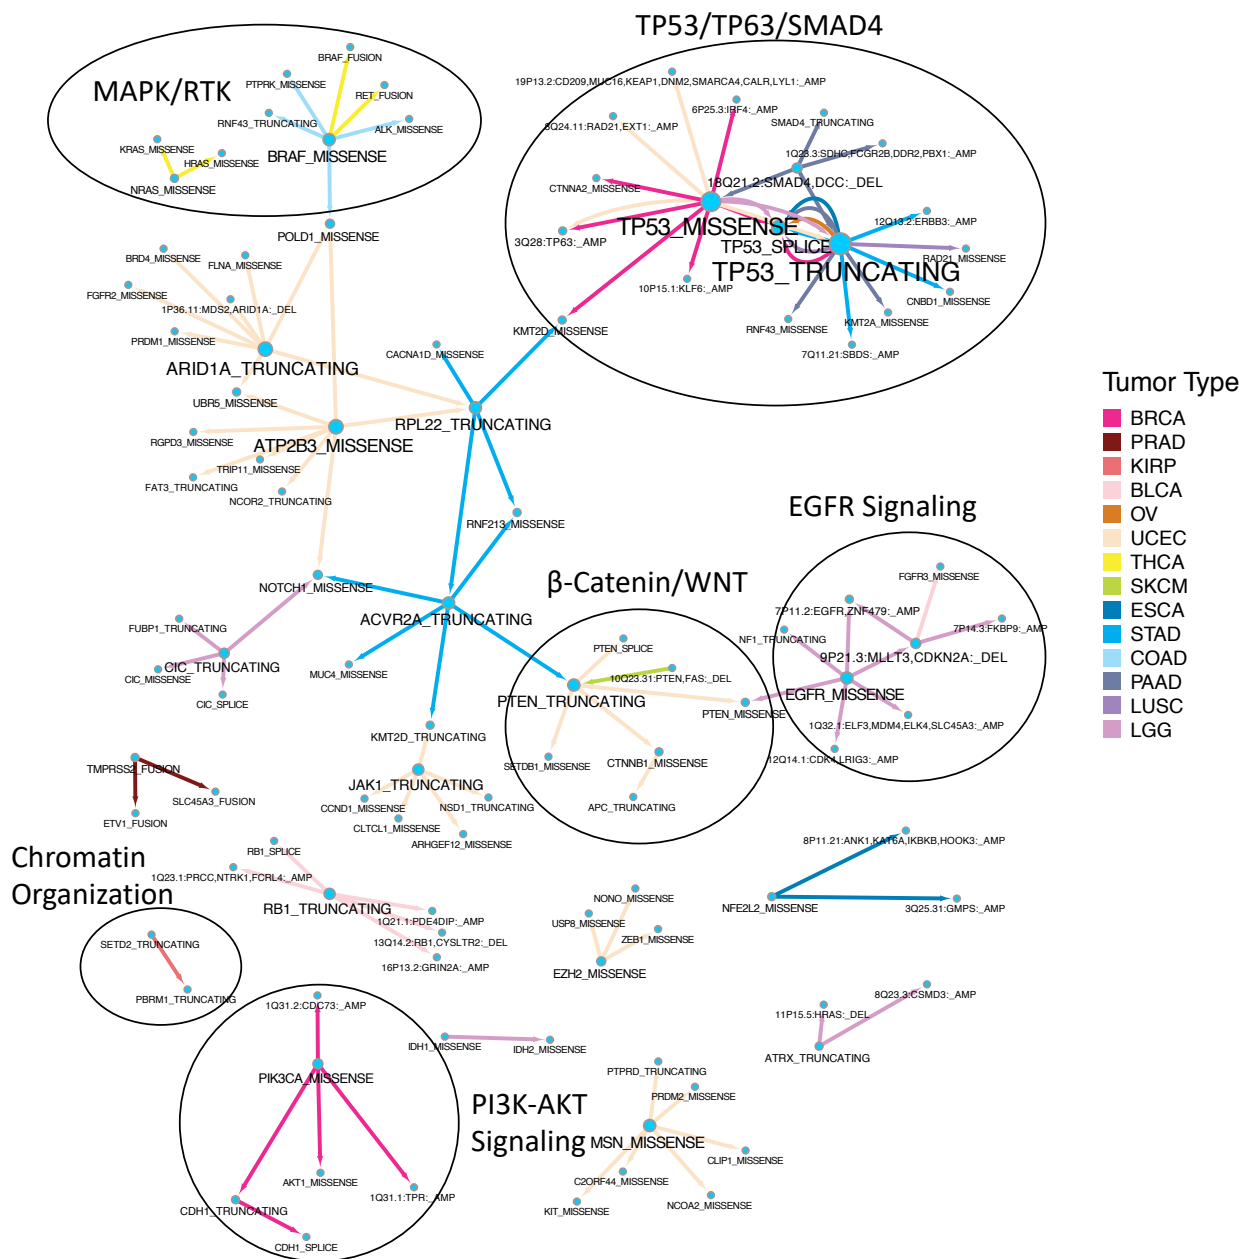 TP53/TP63/SMAD4
MAPK/RTK
BRAF_FUSION
PTPRK_MISSENSE
RET_FUSION
RNF43_TRUNCATING
ALK_MISSENSE
KRAS_MISSENSE
HRAS_MISSENSE
BRAF_MISSENSE
NRAS_MISSENSE
19P13.2:CD209,MUC16,KEAP1,DNM2,SMARCA4,CALR,LYL1:_AMP
6P25.3:IRF4:_AMP
SMAD4_TRUNCATING
8Q24.11:RAD21,EXT1:_AMP
1Q23.3:SDHC,FCGR2B,DDR2,PBX1:_AMP
18Q21.2:SMAD4,DCC:_DEL
CTNNA2_MISSENSE
TP53_MISSENSE
12Q13.2:ERBB3:_AMP
3Q28:TP63:_AMP
TP53_SPLICE
RAD21_MISSENSE
TP53_TRUNCATING
10P15.1:KLF6:_AMP
CNBD1_MISSENSE
KMT2A_MISSENSE
RNF43_MISSENSE
7Q11.21:SBDS:_AMP
KMT2D_MISSENSE
POLD1_MISSENSE
BRD4_MISSENSE
FLNA_MISSENSE
FGFR2_MISSENSE
1P36.11:MDS2,ARID1A:_DEL
PRDM1_MISSENSE
ARID1A_TRUNCATING
CACNA1D_MISSENSE
UBR5_MISSENSE
RPL22_TRUNCATING
RGPD3_MISSENSE
ATP2B3_MISSENSE
TRIP11_MISSENSE
FAT3_TRUNCATING
NCOR2_TRUNCATING
RNF213_MISSENSE
Tumor Type
BRCA
PRAD
KIRP
BLCA
OV
UCEC
THCA
SKCM
ESCA
STAD
COAD
PAAD
LUSC
LGG
NOTCH1_MISSENSE
ACVR2A_TRUNCATING
FUBP1_TRUNCATING
CIC_TRUNCATING
CIC_MISSENSE
CIC_SPLICE
MUC4_MISSENSE
KMT2D_TRUNCATING
β-Catenin/WNT
PTEN_SPLICE
10Q23.31:PTEN,FAS:_DEL
PTEN_TRUNCATING
PTEN_MISSENSE
SETDB1_MISSENSE
CTNNB1_MISSENSE
APC_TRUNCATING
EGFR Signaling
FGFR3_MISSENSE
7P11.2:EGFR,ZNF479:_AMP
NF1_TRUNCATING
7P14.3:FKBP9:_AMP
9P21.3:MLLT3,CDKN2A:_DEL
EGFR_MISSENSE
1Q32.1:ELF3,MDM4,ELK4,SLC45A3:_AMP
12Q14.1:CDK4,LRIG3:_AMP
TMPRSS2_FUSION
SLC45A3_FUSION
ETV1_FUSION
JAK1_TRUNCATING
CCND1_MISSENSE
NSD1_TRUNCATING
CLTCL1_MISSENSE
ARHGEF12_MISSENSE
Chromatin
Organization
SETD2_TRUNCATING
PBRM1_TRUNCATING
RB1_SPLICE
1Q23.1:PRCC,NTRK1,FCRL4:_AMP
RB1_TRUNCATING
1Q21.1:PDE4DIP:_AMP
13Q14.2:RB1,CYSLTR2:_DEL
16P13.2:GRIN2A:_AMP
NONO_MISSENSE
USP8_MISSENSE
ZEB1_MISSENSE
EZH2_MISSENSE
8P11.21:ANK1,KAT6A,IKBKB,HOOK3:_AMP
NFE2L2_MISSENSE
3Q25.31:GMPS:_AMP
8Q23.3:CSMD3:_AMP
11P15.5:HRAS:_DEL
ATRX_TRUNCATING
IDH1_MISSENSE
IDH2_MISSENSE
1Q31.2:CDC73:_AMP
PIK3CA_MISSENSE
AKT1_MISSENSE
1Q31.1:TPR:_AMP
CDH1_TRUNCATING
CDH1_SPLICE
PI3K-AKT
Signaling
PTPRD_TRUNCATING
PRDM2_MISSENSE
MSN_MISSENSE
CLIP1_MISSENSE
C2ORF44_MISSENSE
KIT_MISSENSE
NCOA2_MISSENSE